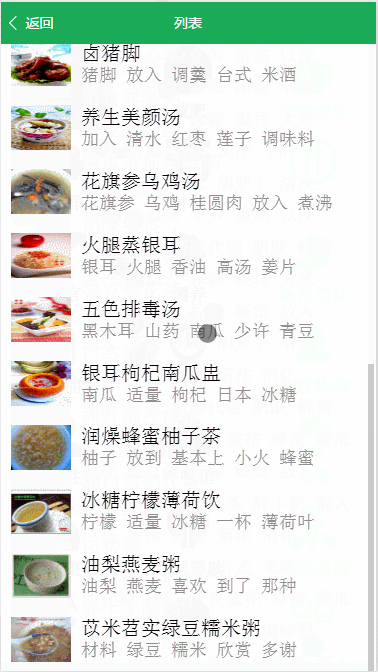 返回
列表
卤猪脚
猪脚 放入 调羹 台式 米酒
养生美颜汤
加入 清水 红枣 莲子 调味料
花旗参乌鸡汤
花旗参 乌鸡 桂圆肉 放入 煮沸
火腿蒸银耳
银耳 火腿 香油 高汤 姜片
五色排毒汤
黑木耳 山药 南瓜 少许 青豆
银耳枸杞南瓜盅
南瓜 适量 枸杞 日本 冰糖
润燥蜂蜜柚子茶
柚子 放到 基本上 小火 蜂蜜
冰糖柠檬薄荷饮
柠檬 适量 冰糖 一杯 薄荷叶
油梨燕麦粥
油梨 燕麦 喜欢 到了 那种
苡米苕实绿豆糯米粥
材料 绿豆 糯米 欣赏 多谢